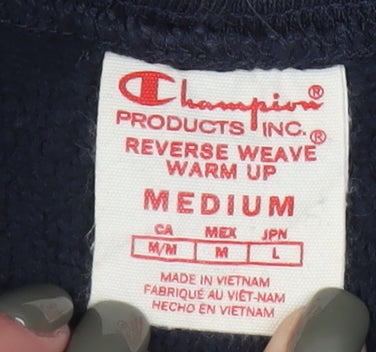 Champion®
PRODUCTS INC.®
REVERSE WEAVE
WARM UP
MEDIUM
CA MEX JPN
M/M M L
MADE IN VIETNAM
FABRIQUÉ AU VIÊT-NAM
HECHO EN VIETNAM